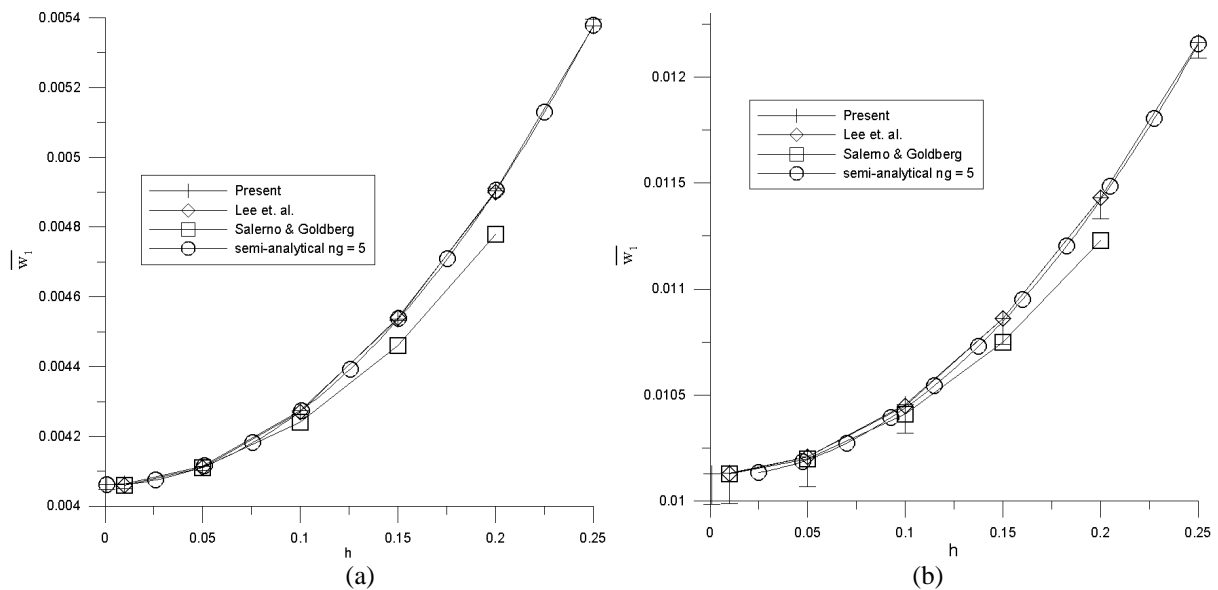 0.0054
0.0052
0.005
0.0048
0.0046
0.0044
0.0042
0.004
w1
Present
Lee et. al.
Salerno & Goldberg
semi-analytical ng = 5
0 0.05 0.1 0.15 0.2 0.25
h
(a)
0.012
0.0115
0.011
0.0105
0.01
w1
Present
Lee et. al.
Salerno & Goldberg
semi-analytical ng = 5
0 0.05 0.1 0.15 0.2 0.25
h
(b)